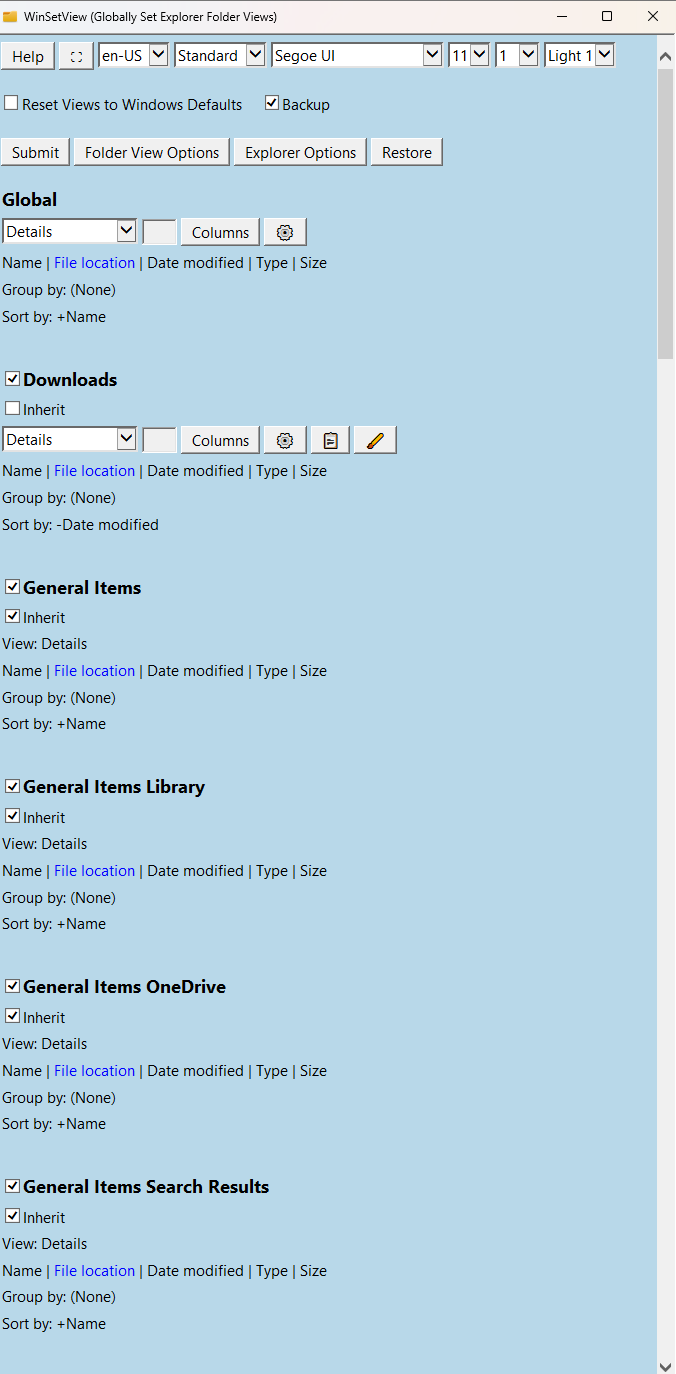 WinSetView (Globally Set Explorer Folder Views)
Help en-US Standard Segoe UI 11 1 Light 1
Reset Views to Windows Defaults Backup
Submit Folder View Options Explorer Options Restore
Global
Details Columns
Name | File location | Date modified | Type | Size
Group by: (None)
Sort by: +Name
Downloads
Inherit
Details Columns
Name | File location | Date modified | Type | Size
Group by: (None)
Sort by: -Date modified
General Items
Inherit
View: Details
Name | File location | Date modified | Type | Size
Group by: (None)
Sort by: +Name
General Items Library
Inherit
View: Details
Name | File location | Date modified | Type | Size
Group by: (None)
Sort by: +Name
General Items OneDrive
Inherit
View: Details
Name | File location | Date modified | Type | Size
Group by: (None)
Sort by: +Name
General Items Search Results
Inherit
View: Details
Name | File location | Date modified | Type | Size
Group by: (None)
Sort by: +Name